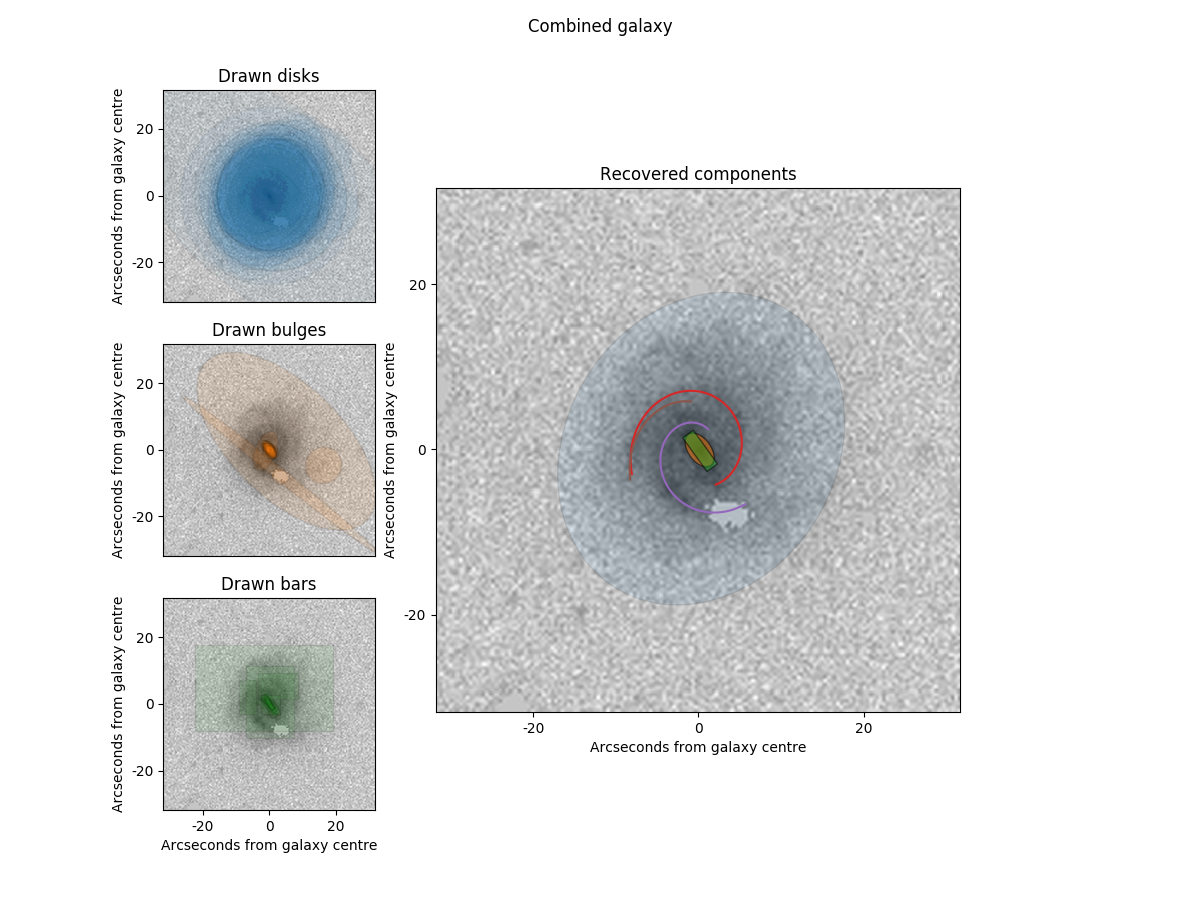 Combined galaxy
Drawn disks
Arcseconds from galaxy centre
20
0
-20
Drawn bulges
Arcseconds from galaxy centre
20
0
-20
Drawn bars
Arcseconds from galaxy centre
20
0
-20
-20 0 20
Arcseconds from galaxy centre
Recovered components
Arcseconds from galaxy centre
20
0
-20
-20 0 20
Arcseconds from galaxy centre